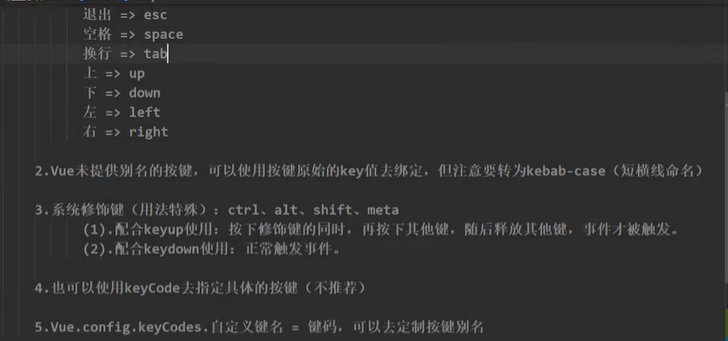 退出 => esc
空格 => space
换行 => tab
上 => up
下 => down
左 => left
右 => right
2.Vue未提供别名的按键，可以使用按键原始的key值去绑定，但注意要转为kebab-case（短横线命名）
3.系统修饰键（用法特殊）：ctrl、alt、shift、meta
(1).配合keyup使用：按下修饰键的同时，再按下其他键，随后释放其他键，事件才被触发。
(2).配合keydown使用：正常触发事件。
4.也可以使用keyCode去指定具体的按键（不推荐）
5.Vue.config.keyCodes.自定义键名 = 键码，可以去定制按键别名